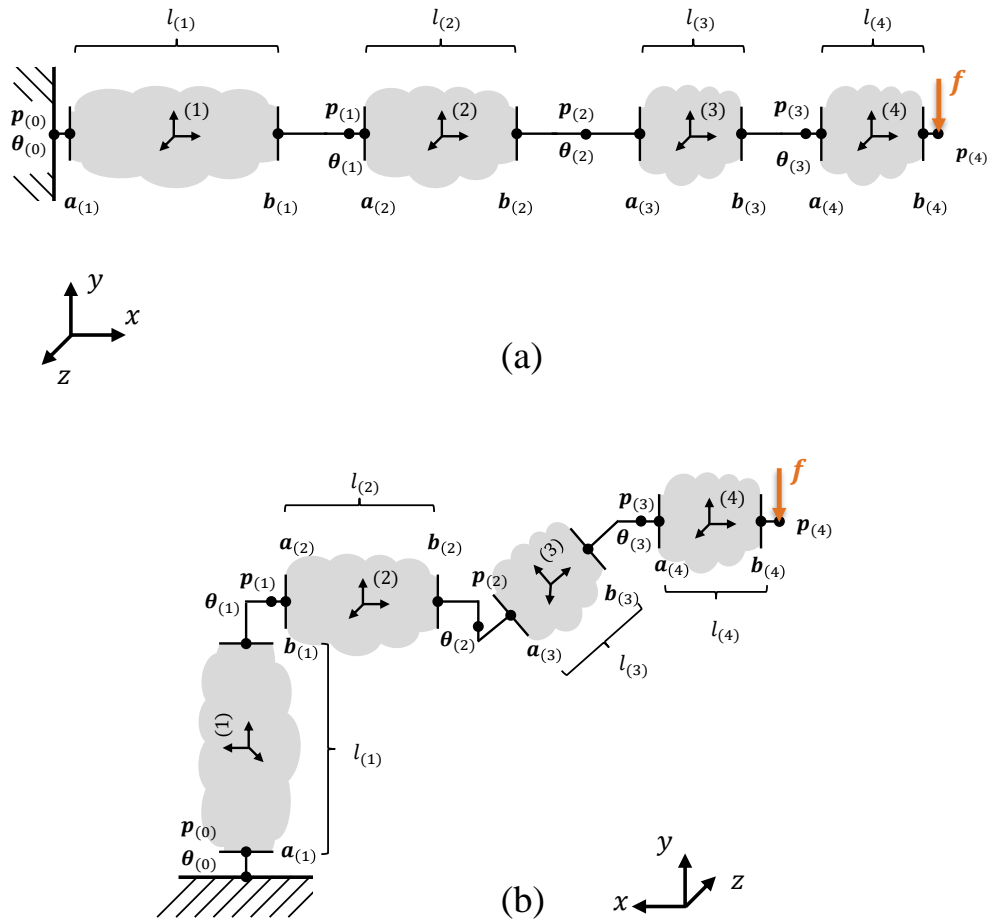 l(1) l(2) l(3) l(4)
f
(1) (2) (3) (4)
p(0) p(1) p(2) p(3)
θ(0) θ(1) θ(2) θ(3) p(4)
a(1) b(1) a(2) b(2) a(3) b(3) a(4) b(4)
y
x
z
(a)
f
l(2)
p(3) (4) p(4)
θ(3)
a(2) b(2) (3)
a(4) b(4)
p(1) (2) p(2)
θ(1) b(3)
l(4)
b(1) θ(2) a(3)
l(3)
(1)
l(1)
p(0)
θ(0) a(1)
y
z
x
(b)